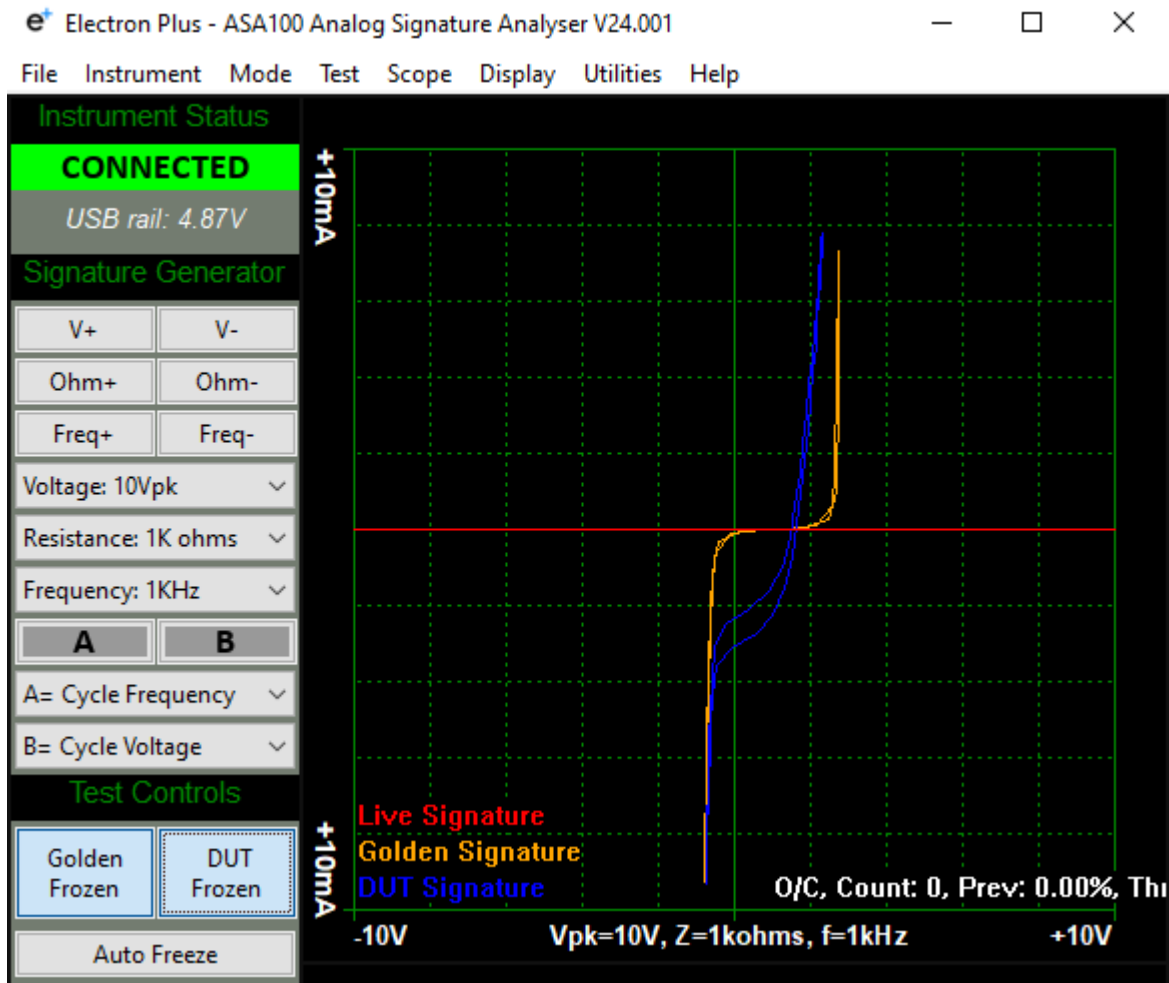 e+ Electron Plus - ASA100 Analog Signature Analyser V24.001
File Instrument Mode Test Scope Display Utilities Help
Instrument Status
CONNECTED
USB rail: 4.87V
Signature Generator
V+ V-
Ohm+ Ohm-
Freq+ Freq-
Voltage: 10Vpk
Resistance: 1K ohms
Frequency: 1KHz
A B
A= Cycle Frequency
B= Cycle Voltage
Test Controls
Golden Frozen
DUT Frozen
Auto Freeze
+10mA
+10mA
Live Signature
Golden Signature
DUT Signature
O/C, Count: 0, Prev: 0.00%,
-10V Vpk=10V, Z=1kohms, f=1kHz +10V